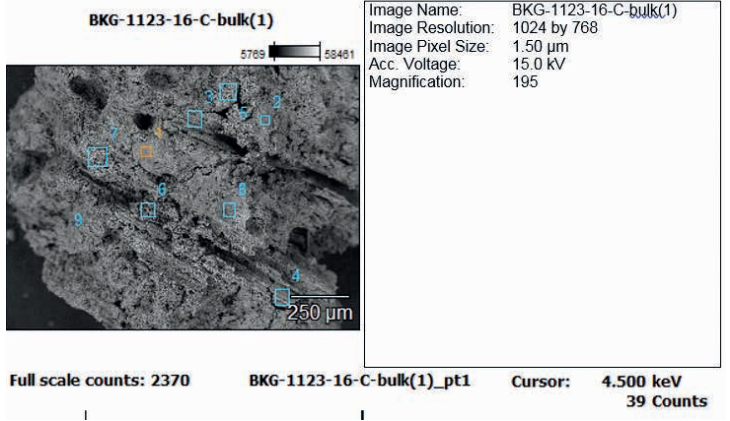 BKG-1123-16-C-bulk(1)
5769 58461
3
2
5
7
1
6
8
9
4
250 µm
Image Name: BKG-1123-16-C-bulk(1)
Image Resolution: 1024 by 768
Image Pixel Size: 1.50 µm
Acc. Voltage: 15.0 kV
Magnification: 195
Full scale counts: 2370 BKG-1123-16-C-bulk(1)_pt1 Cursor: 4.500 keV
39 Counts